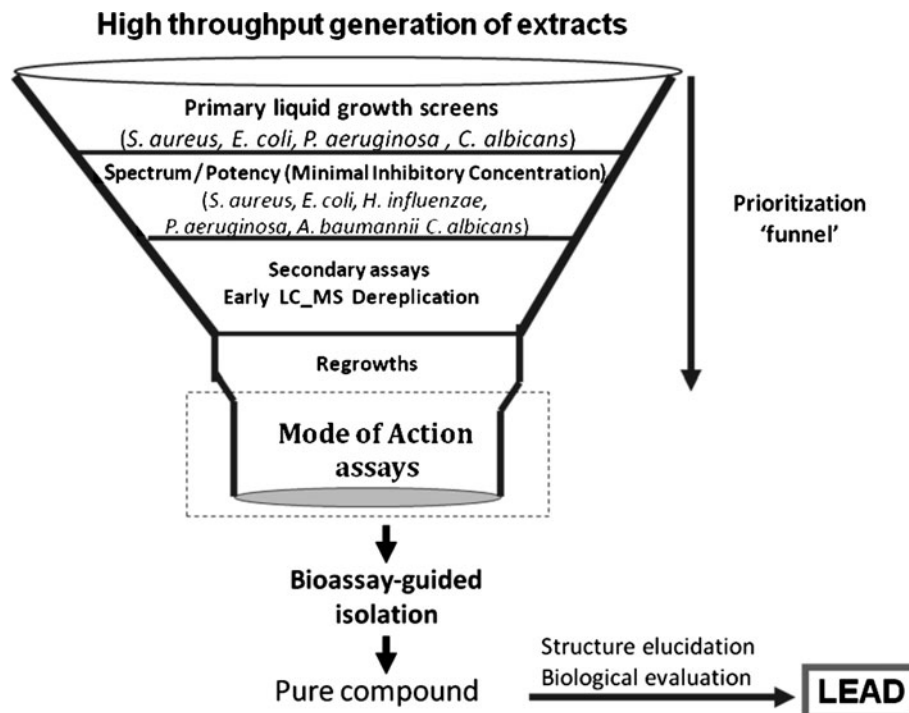 High throughput generation of extracts
Primary liquid growth screens
(S. aureus, E. coli, P. aeruginosa , C. albicans)
Spectrum / Potency (Minimal Inhibitory Concentration)
(S. aureus, E. coli, H. influenzae,
P. aeruginosa, A. baumannii C. albicans)
Secondary assays
Early LC_MS Dereplication
Regrowths
Mode of Action
assays
Prioritization
‘funnel’
Bioassay-guided
isolation
Pure compound
Structure elucidation
Biological evaluation
LEAD